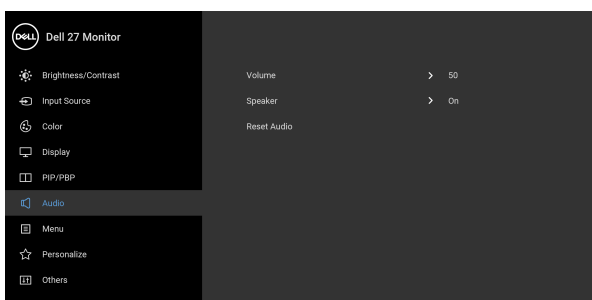 DELL Dell 27 Monitor
Brightness/Contrast
Volume > 50
Input Source
Speaker > On
Color
Reset Audio
Display
PIP/PBP
Audio
Menu
Personalize
Others